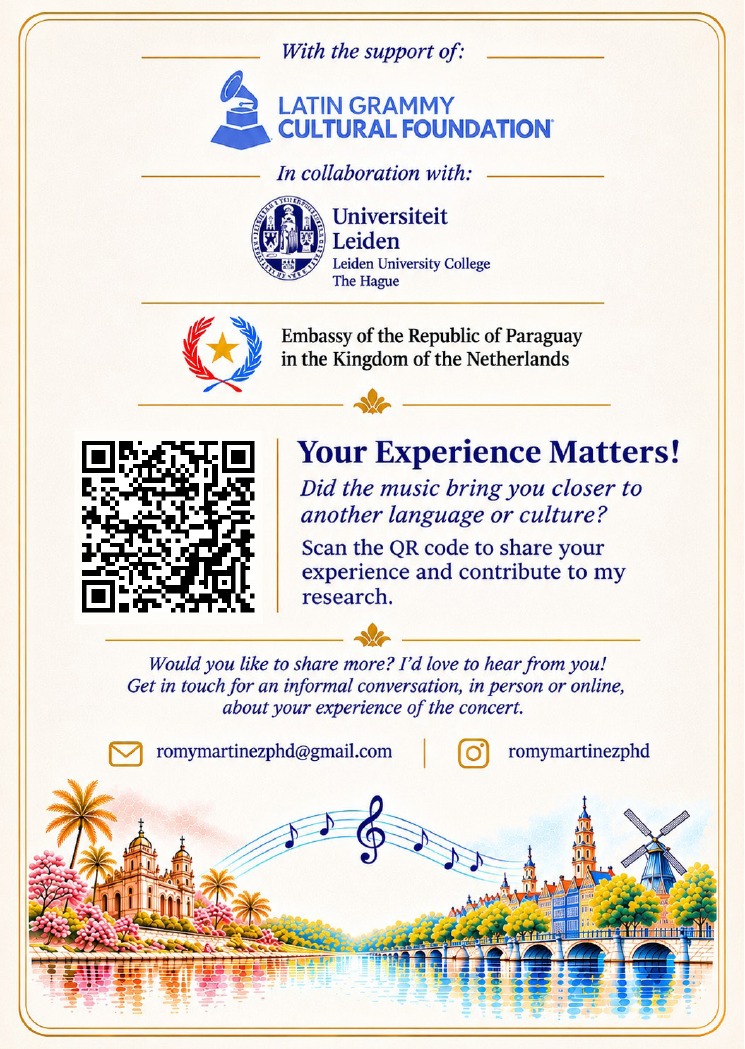 With the support of:
LATIN GRAMMY
CULTURAL FOUNDATION
In collaboration with:
Universiteit
Leiden
Leiden University College
The Hague
Embassy of the Republic of Paraguay
in the Kingdom of the Netherlands
Your Experience Matters!
Did the music bring you closer to
another language or culture?
Scan the QR code to share your
experience and contribute to my
research.
Would you like to share more? I'd love to hear from you!
Get in touch for an informal conversation, in person or online,
about your experience of the concert.
romymartinezphd@gmail.com
romymartinezphd